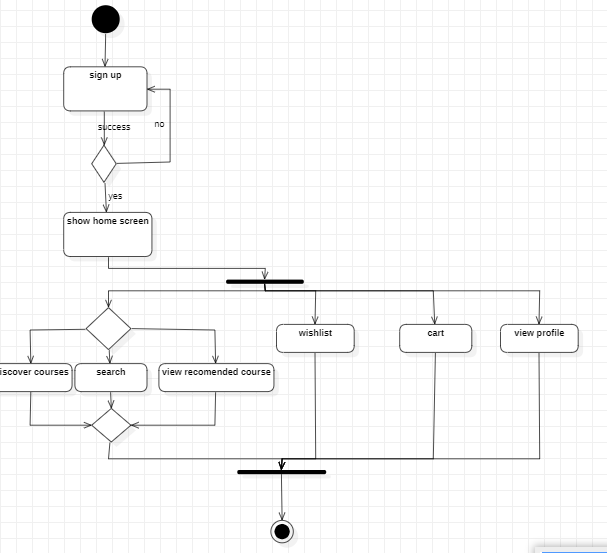 sign up
success
no
yes
show home screen
wishlist
cart
view profile
iscover courses
search
view recomended course